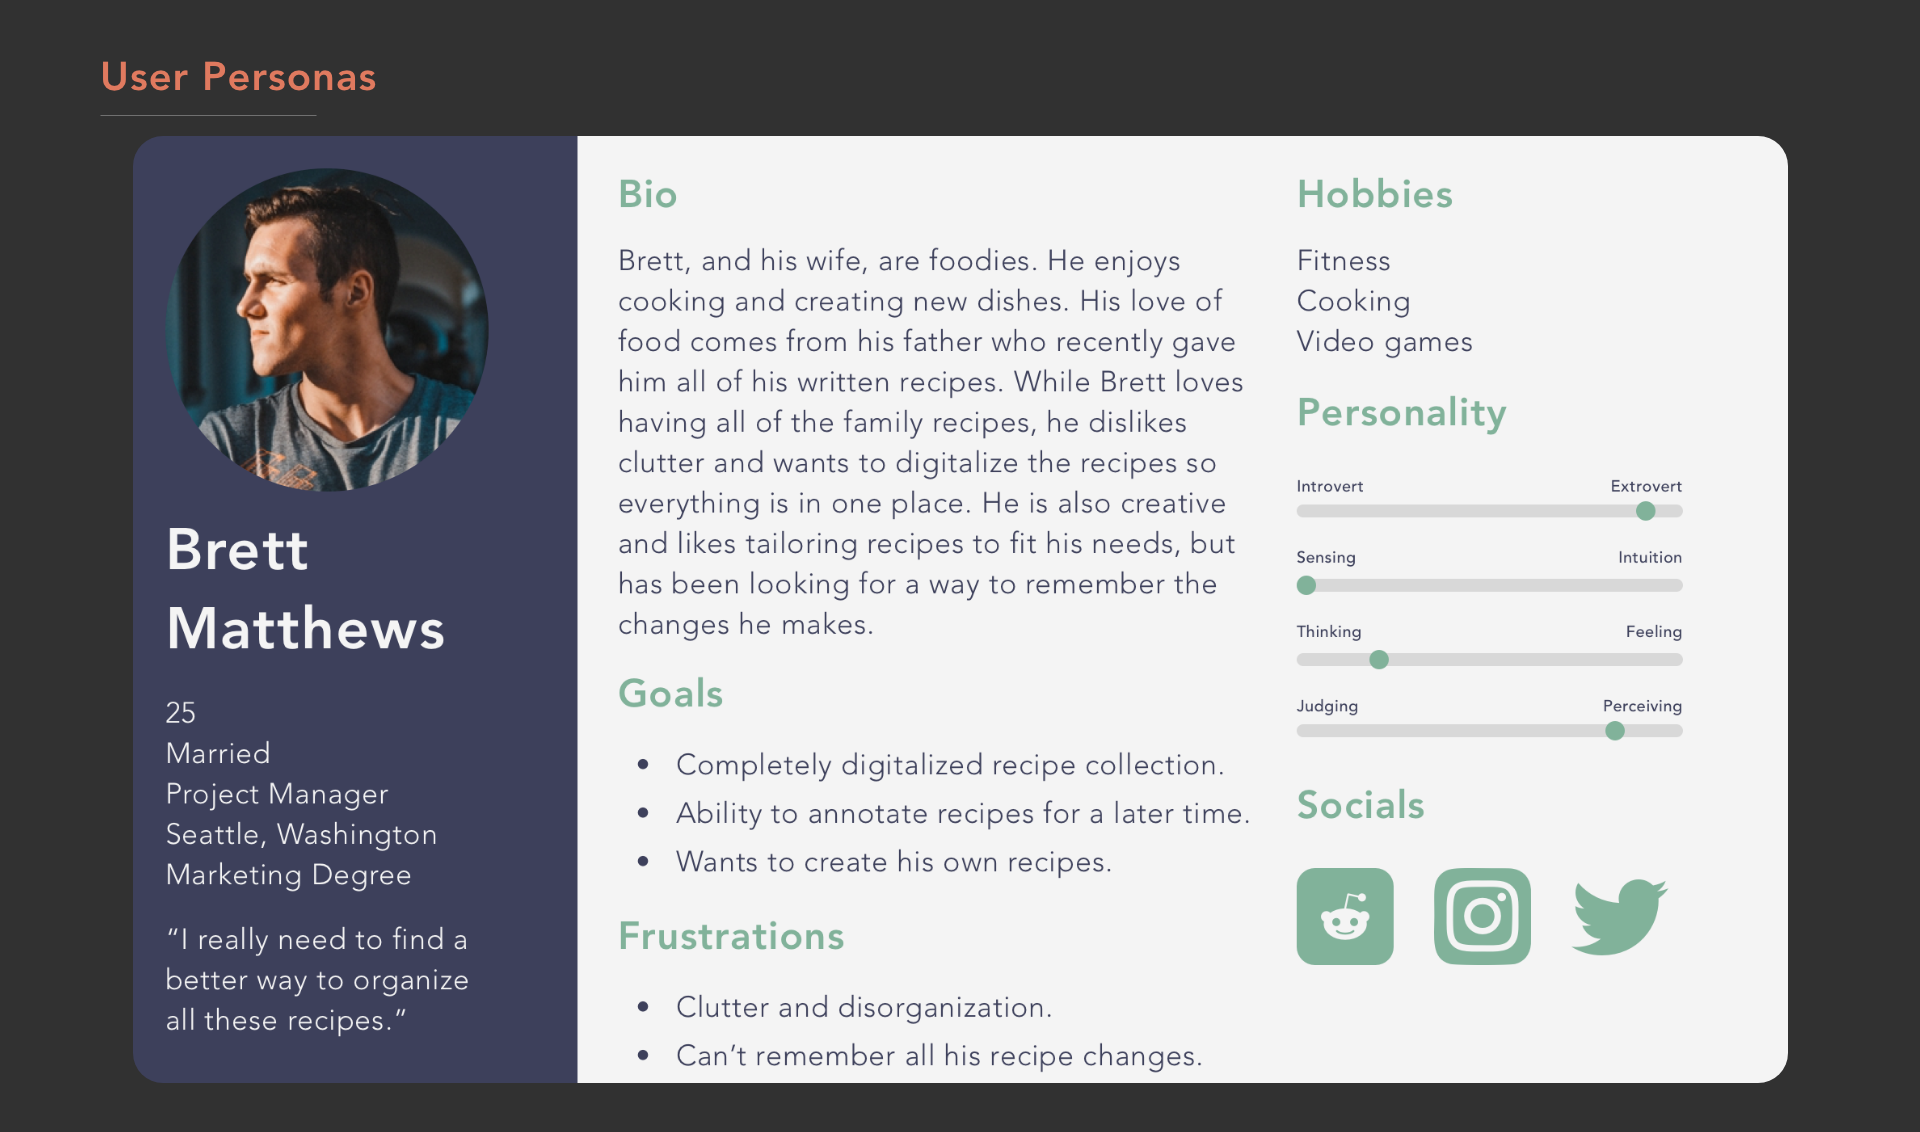 User Personas
Brett
Matthews
25
Married
Project Manager
Seattle, Washington
Marketing Degree
“I really need to find a
better way to organize
all these recipes.”
Bio
Brett, and his wife, are foodies. He enjoys
cooking and creating new dishes. His love of
food comes from his father who recently gave
him all of his written recipes. While Brett loves
having all of the family recipes, he dislikes
clutter and wants to digitalize the recipes so
everything is in one place. He is also creative
and likes tailoring recipes to fit his needs, but
has been looking for a way to remember the
changes he makes.
Goals
• Completely digitalized recipe collection.
• Ability to annotate recipes for a later time.
• Wants to create his own recipes.
Frustrations
• Clutter and disorganization.
• Can’t remember all his recipe changes.
Hobbies
Fitness
Cooking
Video games
Personality
Introvert Extrovert
Sensing Intuition
Thinking Feeling
Judging Perceiving
Socials